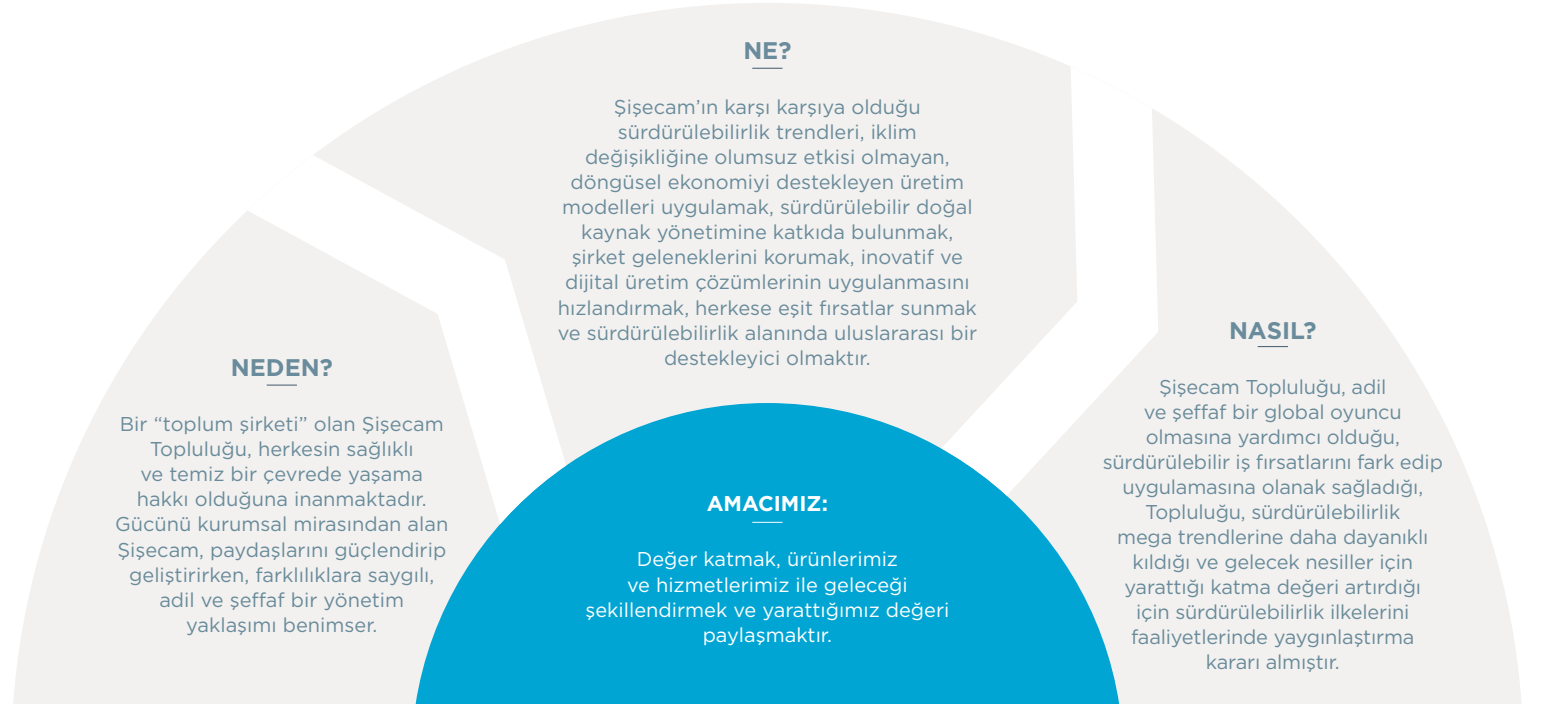 NEDEN?
Bir “toplum şirketi” olan Şişecam
Topluluğu, herkesin sağlıklı
ve temiz bir çevrede yaşama
hakkı olduğuna inanmaktadır.
Gücünü kurumsal mirasından alan
Şişecam, paydaşlarını güçlendirip
geliştirirken, farklılıklara saygılı,
adil ve şeffaf bir yönetim
yaklaşımı benimser.
NE?
Şişecam’ın karşı karşıya olduğu
sürdürülebilirlik trendleri, iklim
değişikliğine olumsuz etkisi olmayan,
döngüsel ekonomiyi destekleyen üretim
modelleri uygulamak, sürdürülebilir doğal
kaynak yönetimine katkıda bulunmak,
şirket geleneklerini korumak, inovatif ve
dijital üretim çözümlerinin uygulanmasını
hızlandırmak, herkese eşit fırsatlar sunmak
ve sürdürülebilirlik alanında uluslararası bir
destekleyici olmaktır.
NASIL?
Şişecam Topluluğu, adil
ve şeffaf bir global oyuncu
olmasına yardımcı olduğu,
sürdürülebilir iş fırsatlarını fark edip
uygulamasına olanak sağladığı,
Topluluğu, sürdürülebilirlik
mega trendlerine daha dayanıklı
kıldığı ve gelecek nesiller için
yarattığı katma değeri artırdığı
için sürdürülebilirlik ilkelerini
faaliyetlerinde yaygınlaştırma
kararı almıştır.
AMACIMIZ:
Değer katmak, ürünlerimiz
ve hizmetlerimiz ile geleceği
şekillendirmek ve yarattığımız değeri
paylaşmaktır.